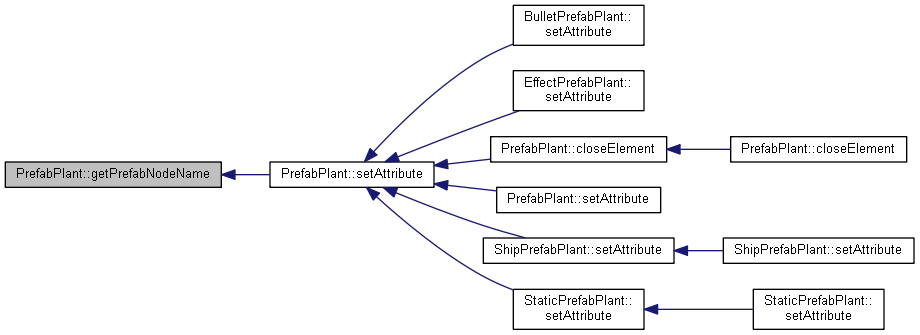 BulletPrefabPlant::
setAttribute
EffectPrefabPlant::
setAttribute
PrefabPlant::closeElement
PrefabPlant::closeElement
PrefabPlant::getPrefabNodeName
PrefabPlant::setAttribute
PrefabPlant::setAttribute
ShipPrefabPlant::setAttribute
ShipPrefabPlant::setAttribute
StaticPrefabPlant::
setAttribute
StaticPrefabPlant::
setAttribute